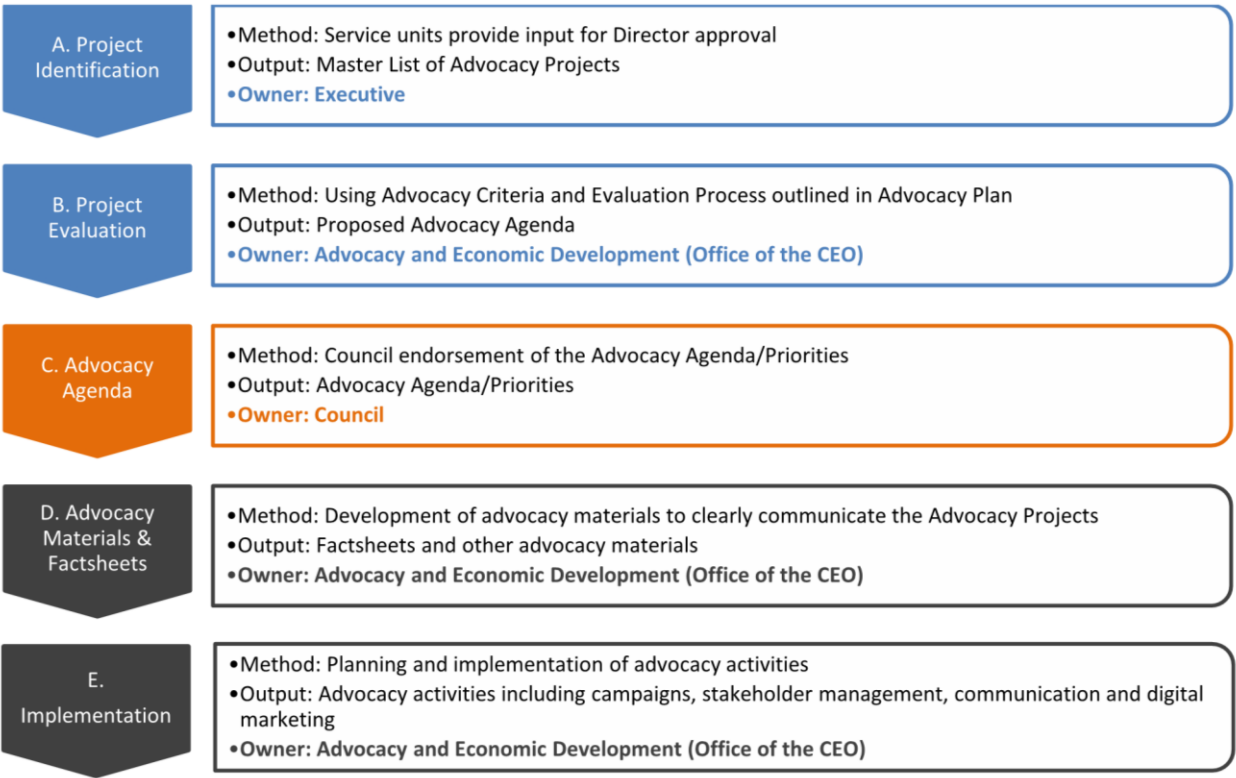 A. Project
Identification
•Method: Service units provide input for Director approval
•Output: Master List of Advocacy Projects
•Owner: Executive
B. Project
Evaluation
•Method: Using Advocacy Criteria and Evaluation Process outlined in Advocacy Plan
•Output: Proposed Advocacy Agenda
•Owner: Advocacy and Economic Development (Office of the CEO)
C. Advocacy
Agenda
•Method: Council endorsement of the Advocacy Agenda/Priorities
•Output: Advocacy Agenda/Priorities
•Owner: Council
D. Advocacy
Materials &
Factsheets
•Method: Development of advocacy materials to clearly communicate the Advocacy Projects
•Output: Factsheets and other advocacy materials
•Owner: Advocacy and Economic Development (Office of the CEO)
E.
Implementation
•Method: Planning and implementation of advocacy activities
•Output: Advocacy activities including campaigns, stakeholder management, communication and digital
marketing
•Owner: Advocacy and Economic Development (Office of the CEO)